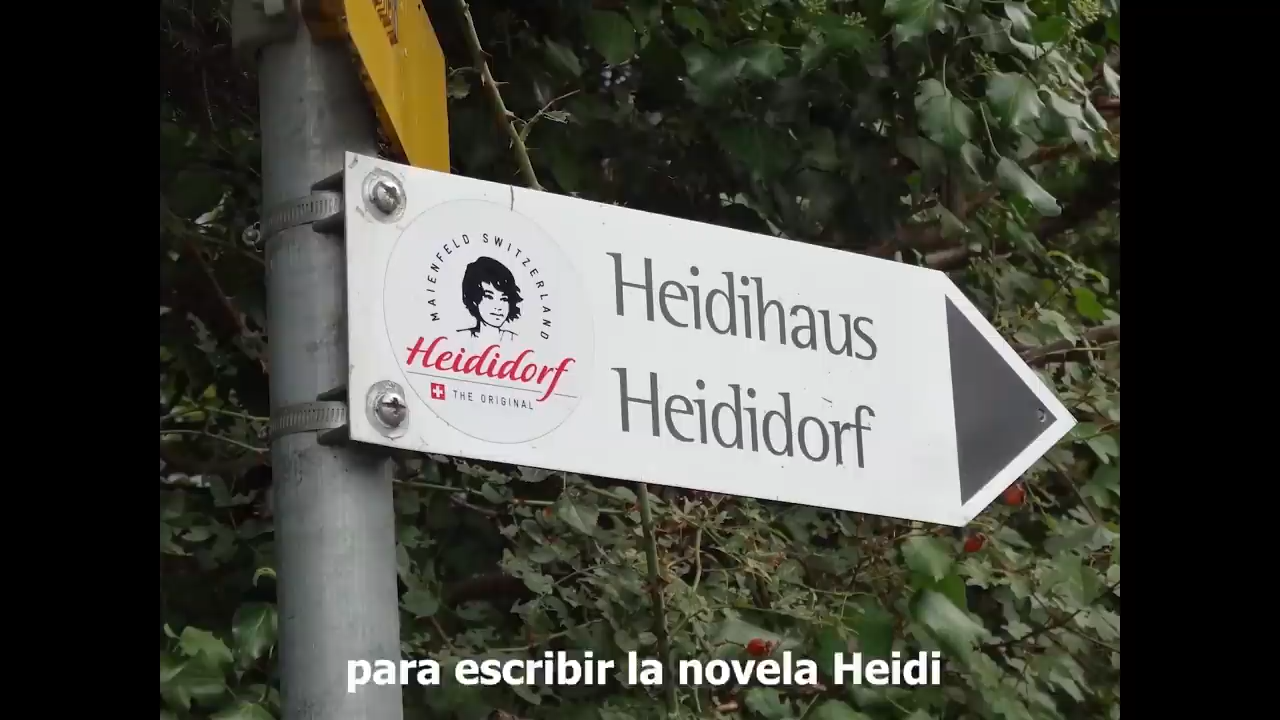 MAIENFELD SWITZERLAND
Heididorf
THE ORIGINAL
Heidihaus
Heididorf
para escribir la novela Heidi